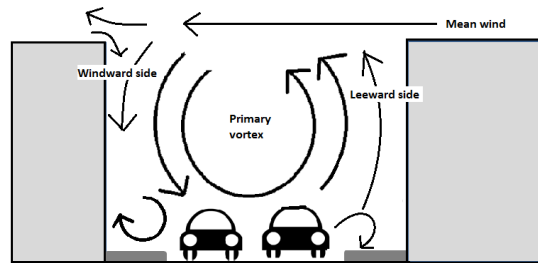 Mean wind
Windward side
Leeward side
Primary
vortex